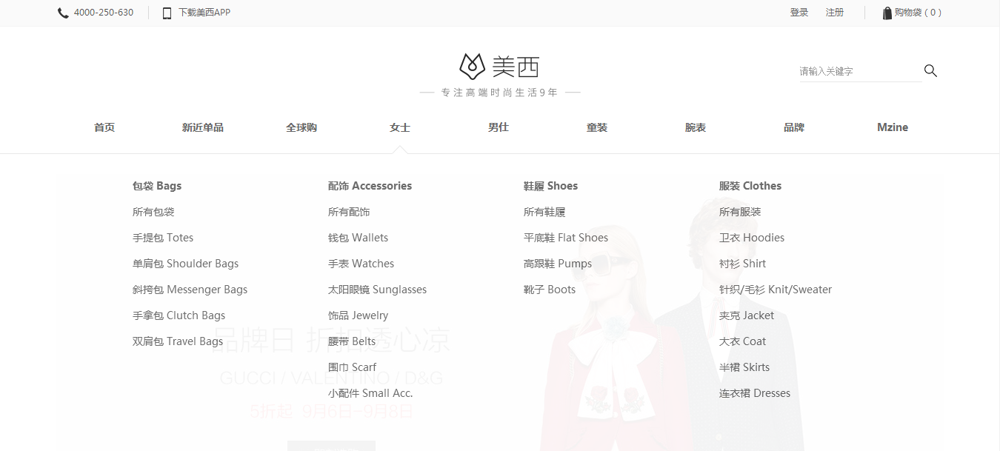 4000-250-630 下载美西APP 登录 注册 购物袋 ( 0 )
美西
请输入关键字
专注高端时尚生活9年
首页 新近单品 全球购 女士 男仕 童装 腕表 品牌 Mzine
包袋 Bags
所有包袋
手提包 Totes
单肩包 Shoulder Bags
斜挎包 Messenger Bags
手拿包 Clutch Bags
双肩包 Travel Bags
配饰 Accessories
所有配饰
钱包 Wallets
手表 Watches
太阳眼镜 Sunglasses
饰品 Jewelry
腰带 Belts
围巾 Scarf
小配件 Small Acc.
鞋履 Shoes
所有鞋履
平底鞋 Flat Shoes
高跟鞋 Pumps
靴子 Boots
服装 Clothes
所有服装
卫衣 Hoodies
衬衫 Shirt
针织/毛衫 Knit/Sweater
夹克 Jacket
大衣 Coat
半裙 Skirts
连衣裙 Dresses
品牌日 折扣透心凉
GUCCI / VALENTINO / D&G
5折起 9月6日-9月8日